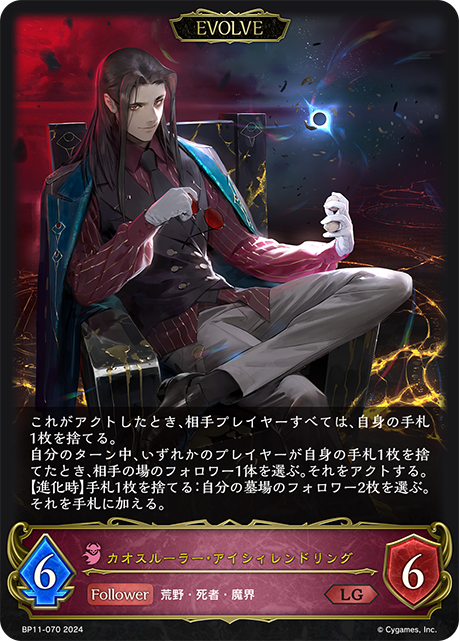 EVOLVE
これがアクトしたとき、相手プレイヤーすべては、自身の手札
1枚を捨てる。
自分のターン中、いずれかのプレイヤーが自身の手札1枚を捨
てたとき、相手の場のフォロワー1体を選ぶ。それをアクトする。
【進化時】手札1枚を捨てる：自分の墓場のフォロワー2枚を選ぶ。
それを手札に加える。
カオスルーラー・アイシィレンドリング
6
6
Follower 荒野・死者・魔界 LG
BP11-070 2024 © Cygames, Inc.